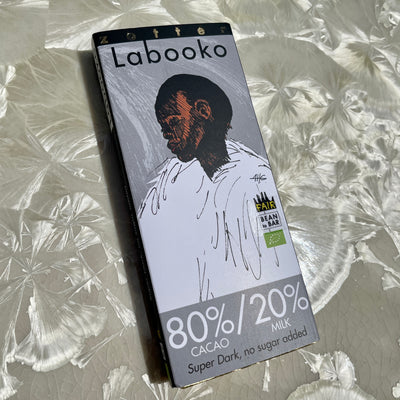 zotter
Labooko
FAIR
BEAN
to BAR
80%/20%
CACAO MILK
Super Dark, no sugar added